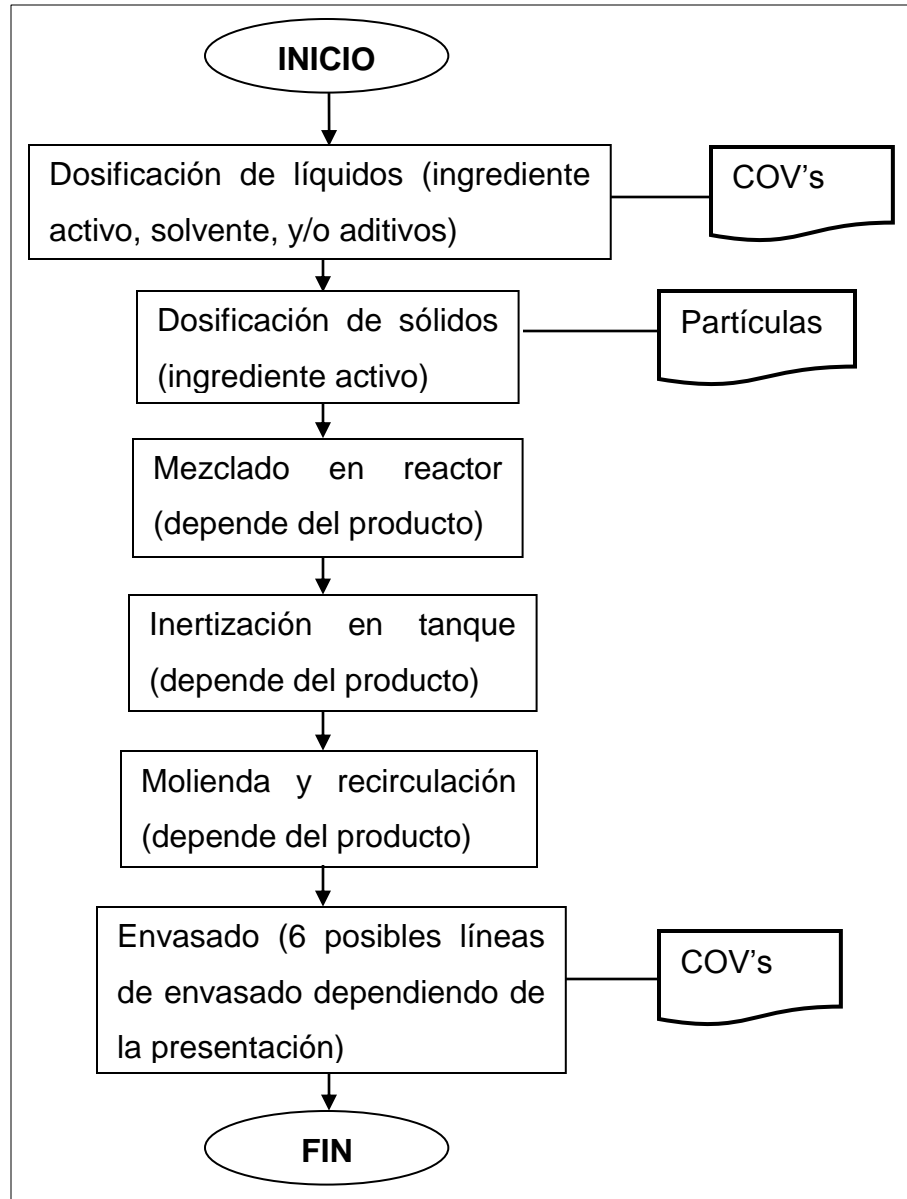 INICIO
Dosificación de líquidos (ingrediente
activo, solvente, y/o aditivos)
COV’s
Dosificación de sólidos
(ingrediente activo)
Partículas
Mezclado en reactor
(depende del producto)
Inertización en tanque
(depende del producto)
Molienda y recirculación
(depende del producto)
Envasado (6 posibles líneas
de envasado dependiendo de
la presentación)
COV’s
FIN